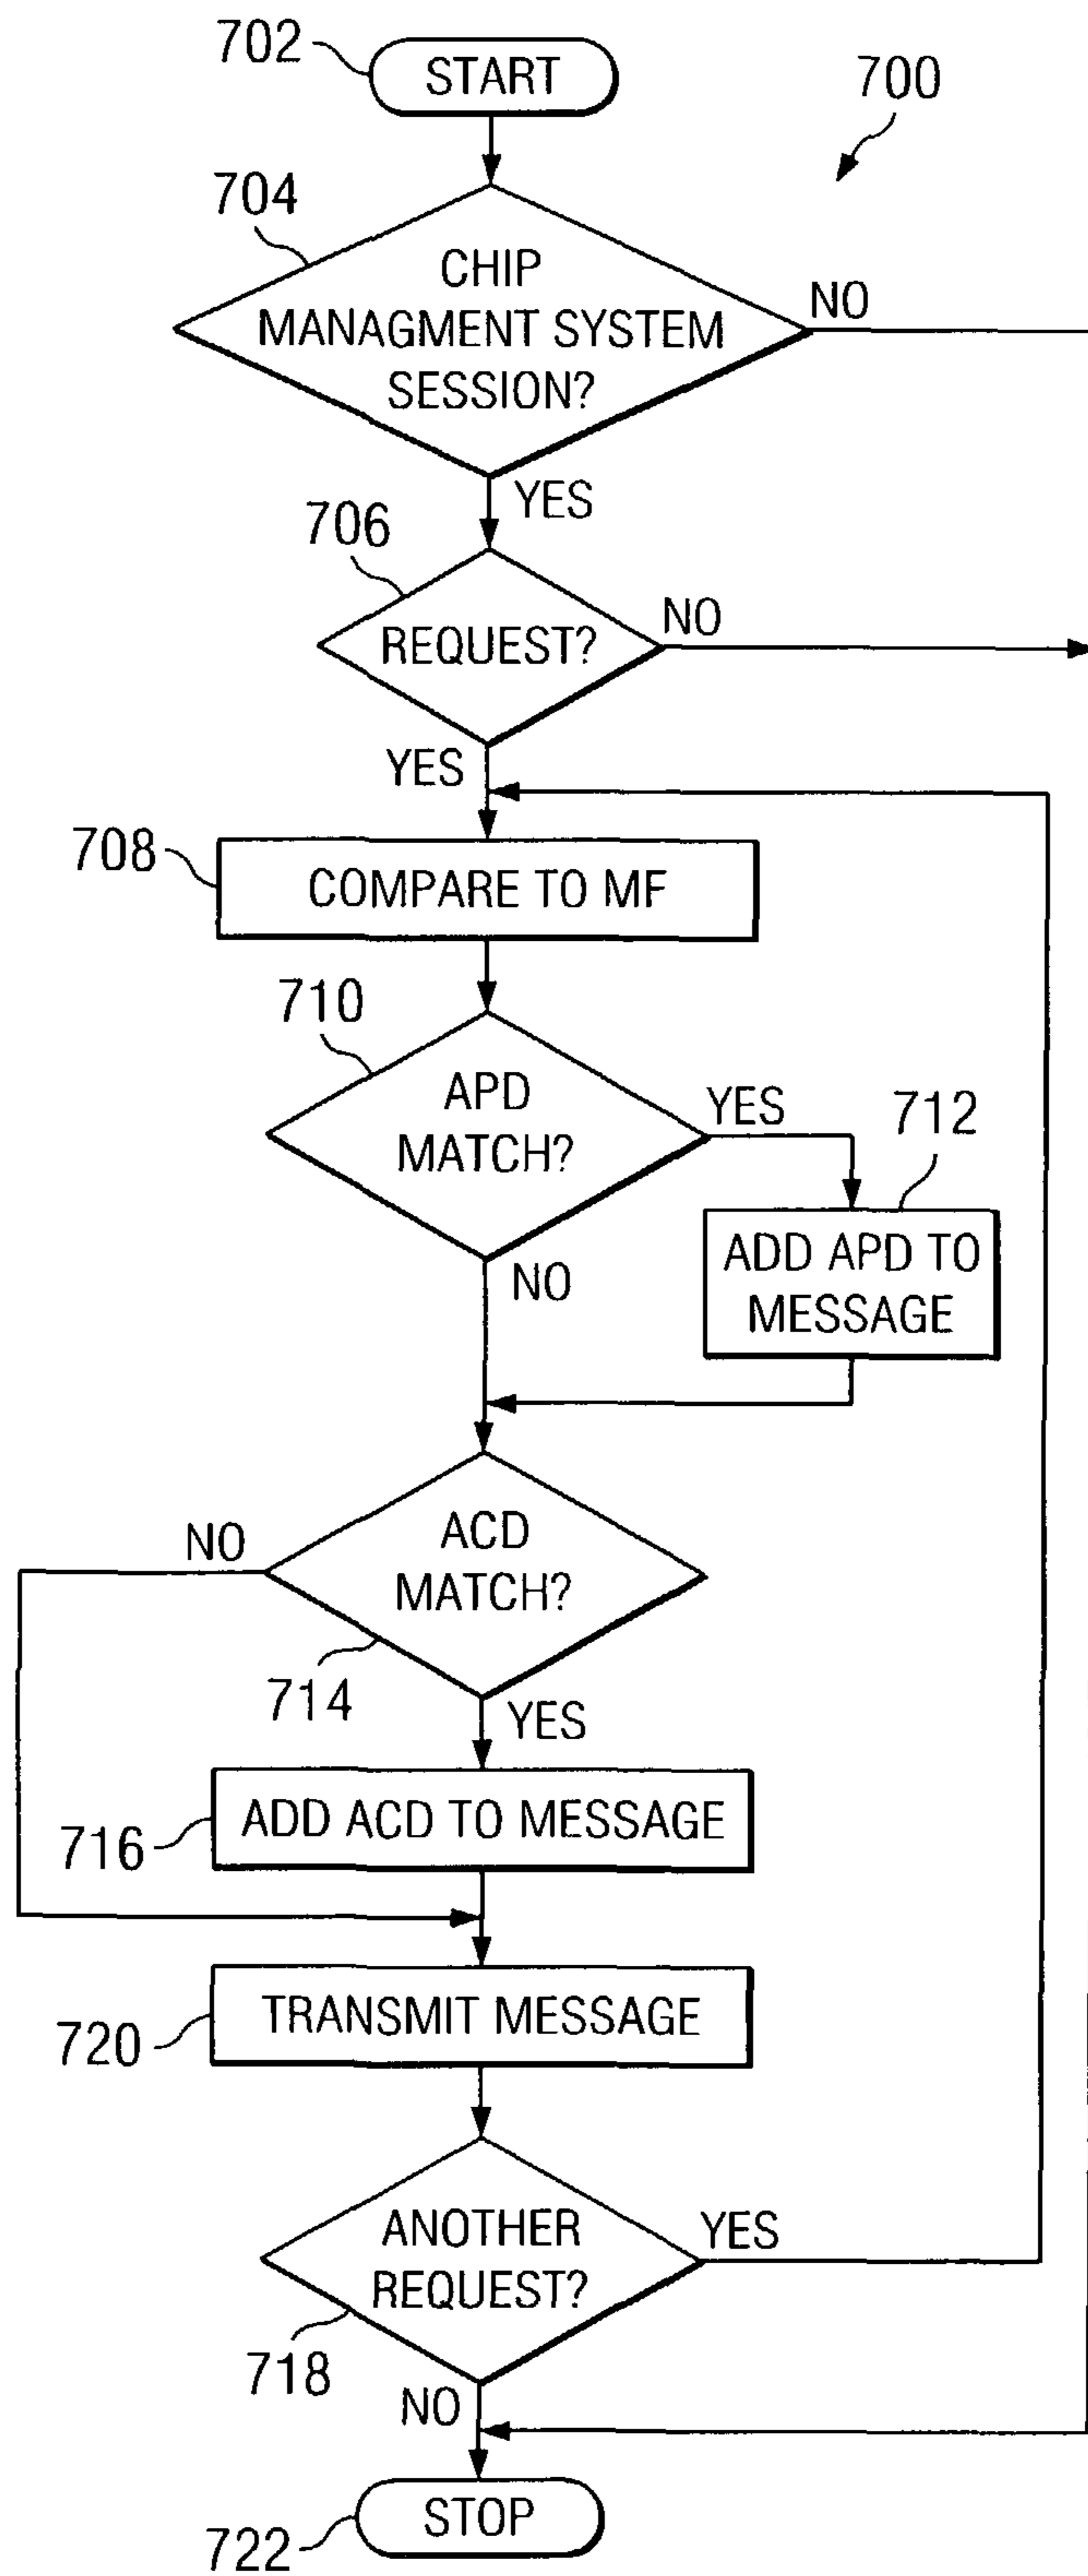 702
START
700
704
CHIP
MANAGMENT SYSTEM
SESSION?
NO
YES
706
REQUEST?
NO
YES
708
COMPARE TO MF
710
APD
MATCH?
YES
712
ADD APD TO
MESSAGE
NO
ACD
MATCH?
NO
714
YES
716
ADD ACD TO MESSAGE
720
TRANSMIT MESSAGE
ANOTHER
REQUEST?
YES
718
NO
STOP
722